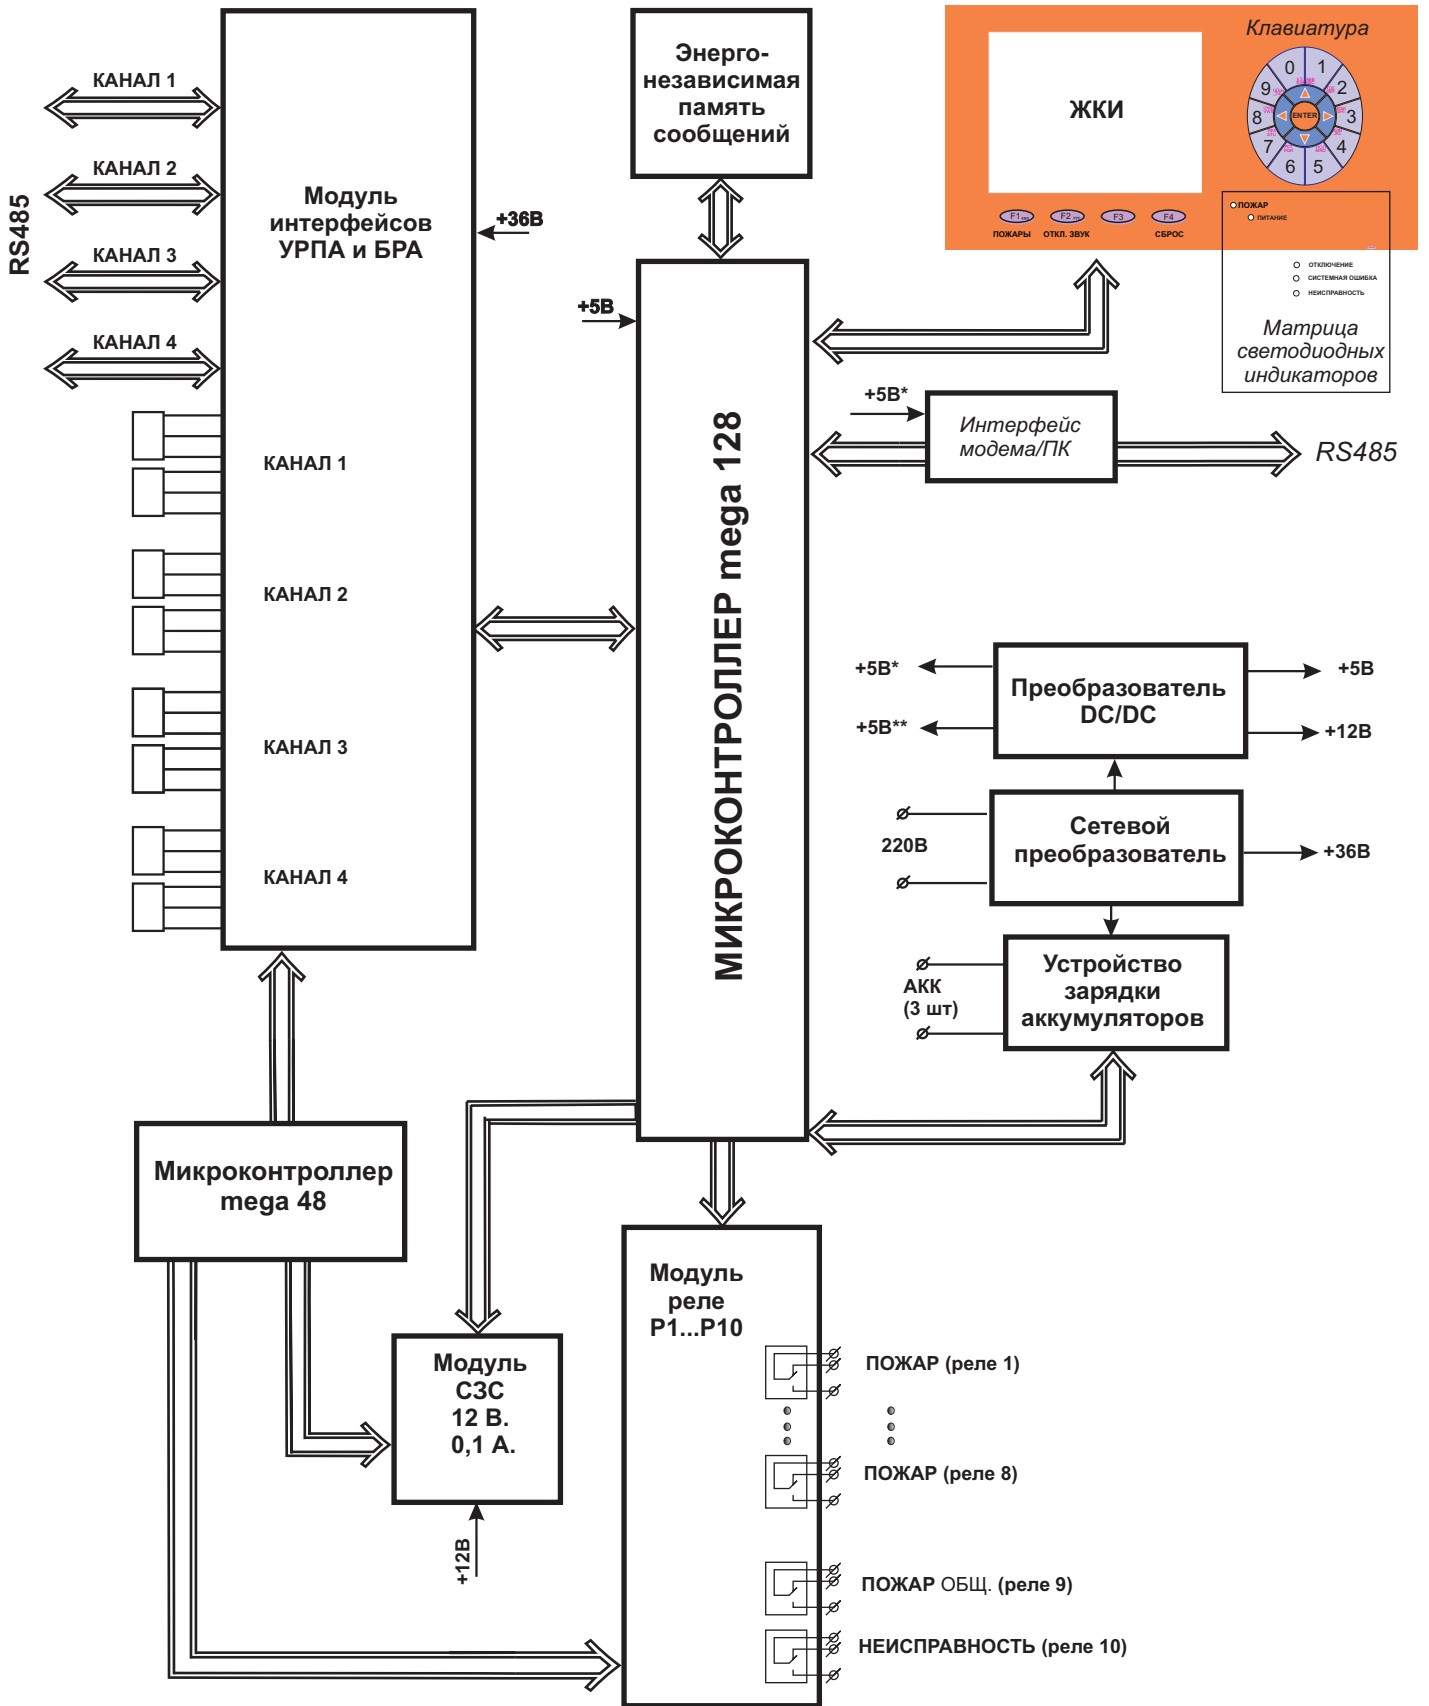 RS485
КАНАЛ 1
КАНАЛ 2
КАНАЛ 3
КАНАЛ 4
Модуль
интерфейсов
УРПА и БРА
+36В
КАНАЛ 1
КАНАЛ 2
КАНАЛ 3
КАНАЛ 4
Энерго-
независимая
память
сообщений
+5В
МИКРОКОНТРОЛЛЕР mega 128
ЖКИ
Клавиатура
0
1
2
3
4
5
6
7
8
9
ENTER
F1
F2
F3
F4
ПОЖАРЫ
ОТКЛ. ЗВУК
СБРОС
ПОЖАР
ПИТАНИЕ
ОТКЛЮЧЕНИЕ
СИСТЕМНАЯ ОШИБКА
НЕИСПРАВНОСТЬ
Матрица
светодиодных
индикаторов
+5В*
Интерфейс
модема/ПК
RS485
+5В*
+5В**
Преобразователь
DC/DC
+5В
+12В
220В
Сетевой
преобразователь
+36В
АКК
(3 шт)
Устройство
зарядки
аккумуляторов
Микроконтроллер
mega 48
Модуль
СЗС
12 В.
0,1 А.
+12В
Модуль
реле
Р1...Р10
ПОЖАР (реле 1)
ПОЖАР (реле 8)
ПОЖАР ОБЩ. (реле 9)
НЕИСПРАВНОСТЬ (реле 10)